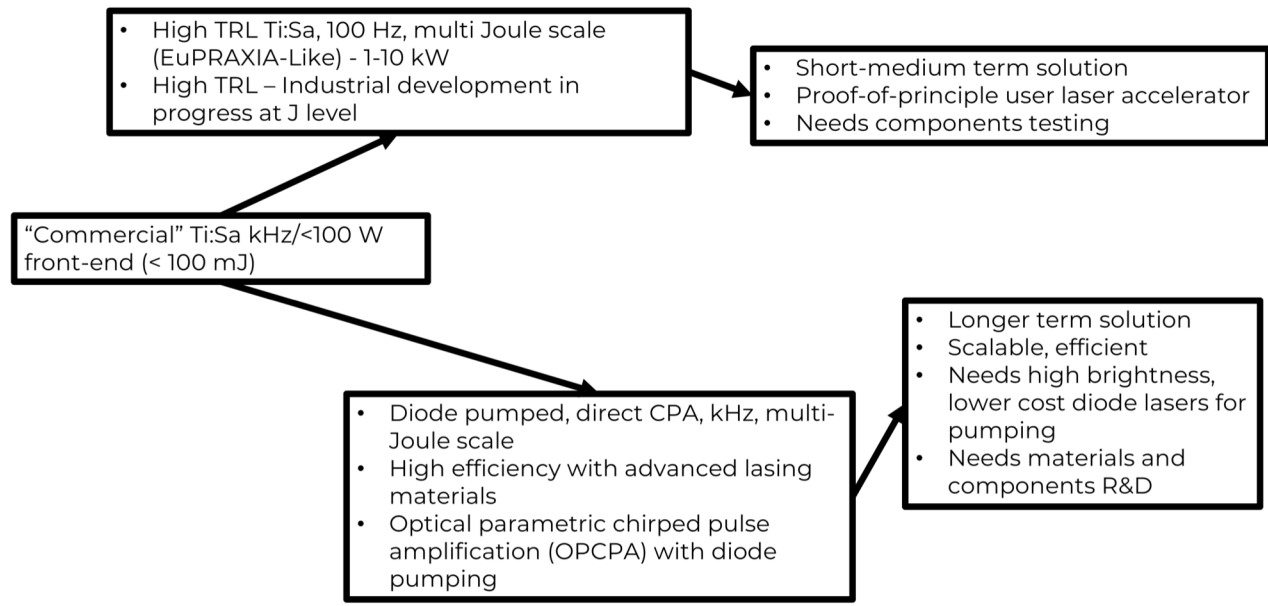 • High TRL Ti:Sa, 100 Hz, multi Joule scale
(EuPRAXIA-Like) - 1-10 kW
• High TRL – Industrial development in
progress at J level
• Short-medium term solution
• Proof-of-principle user laser accelerator
• Needs components testing
“Commercial” Ti:Sa kHz/<100 W
front-end (< 100 mJ)
• Diode pumped, direct CPA, kHz, multi-
Joule scale
• High efficiency with advanced lasing
materials
• Optical parametric chirped pulse
amplification (OPCPA) with diode
pumping
• Longer term solution
• Scalable, efficient
• Needs high brightness,
lower cost diode lasers for
pumping
• Needs materials and
components R&D